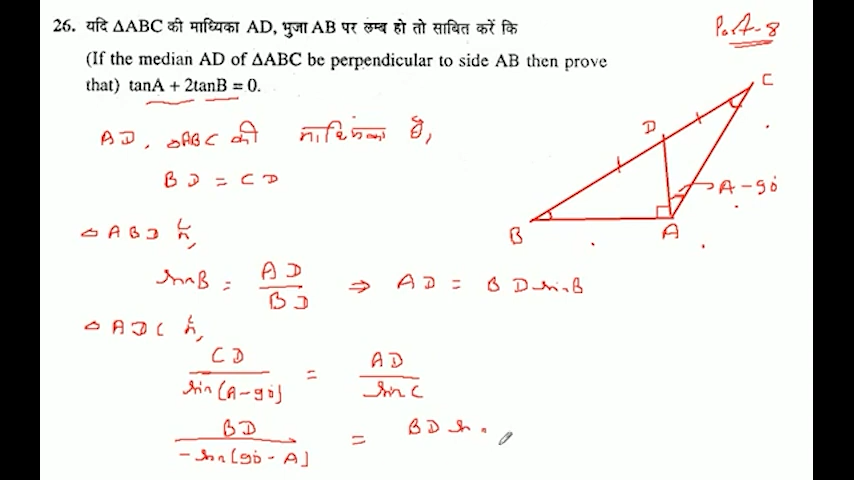 26. यदि ΔABC की माध्यिका AD, भुजा AB पर लम्ब हो तो साबित करें कि
(If the median AD of ΔABC be perpendicular to side AB then prove
that) tanA + 2tanB = 0.
Part-8
AD, ΔABC की माध्यिका है,
BD = CD
ΔABD में,
sinB = AD/BD ⇒ AD = BD sinB
ΔADC में,
CD/sin(A-90°) = AD/sinC
BD/-sin(90°-A) = BD sin
C
D
A-90°
B
A